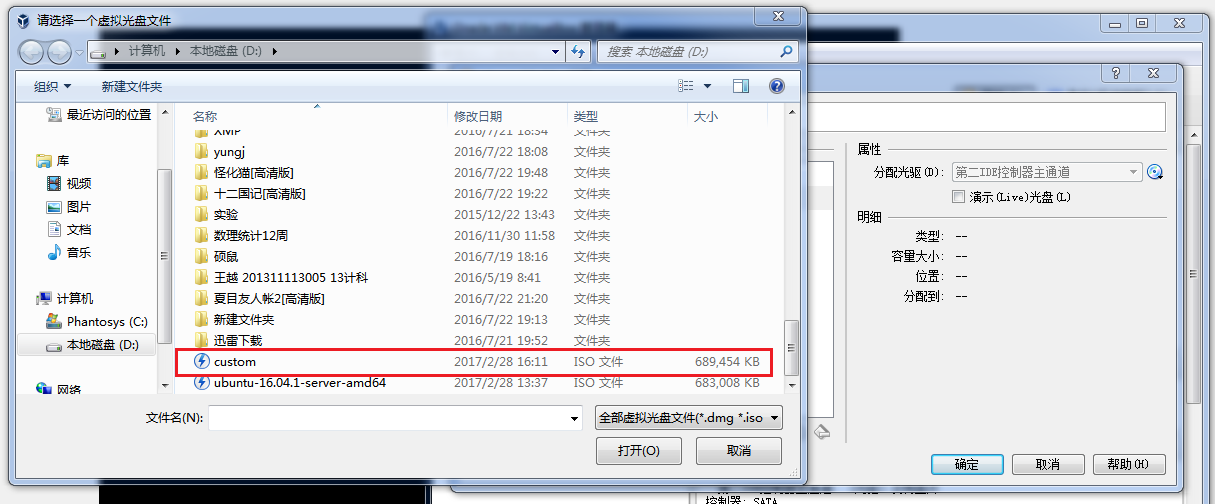 请选择一个虚拟光盘文件
计算机 本地磁盘 (D:)
搜索 本地磁盘 (D:)
组织 新建文件夹
最近访问的位置
库
视频
图片
文档
音乐
计算机
Phantosys (C:)
本地磁盘 (D:)
网络
名称 修改日期 类型 大小
XMP 2016/7/21 18:34 文件夹
yungj 2016/7/22 18:08 文件夹
怪化猫[高清版] 2016/7/22 19:48 文件夹
十二国记[高清版] 2016/7/22 19:22 文件夹
实验 2015/12/22 13:43 文件夹
数理统计12周 2016/11/30 11:58 文件夹
硕鼠 2016/7/19 18:16 文件夹
王越 201311113005 13计科 2016/5/19 8:41 文件夹
夏目友人帐2[高清版] 2016/7/22 21:20 文件夹
新建文件夹 2016/7/22 19:13 文件夹
迅雷下载 2016/7/21 19:52 文件夹
custom 2017/2/28 16:11 ISO 文件 689,454 KB
ubuntu-16.04.1-server-amd64 2017/2/28 13:37 ISO 文件 683,008 KB
文件名(N):
全部虚拟光盘文件(*.dmg *.iso
打开(O) 取消
属性
分配光驱(D): 第二IDE控制器主通道
演示(Live)光盘(L)
明细
类型: --
容量大小: --
位置: --
分配到: --
确定 取消 帮助(H)
控制器: SATA